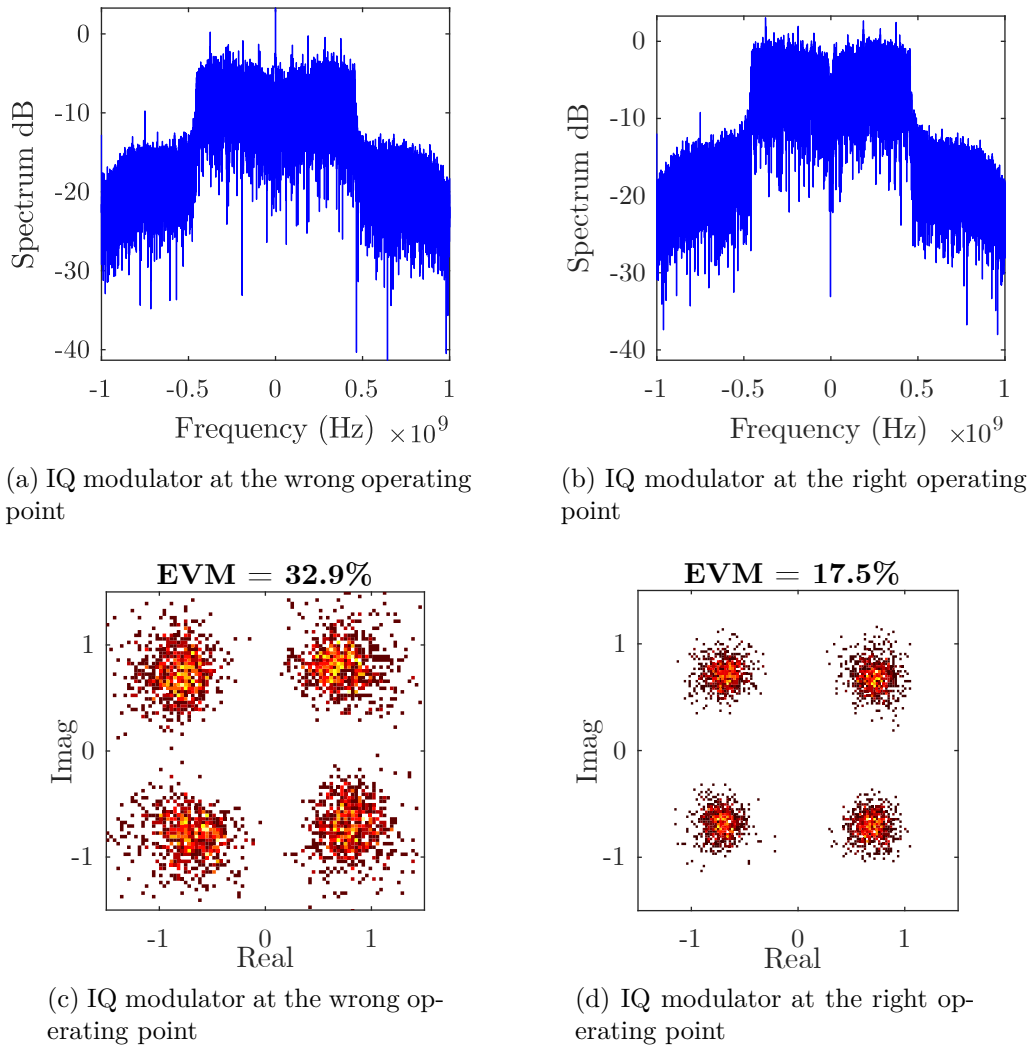 0
-10
-20
-30
-40
Spectrum dB
-1 -0.5 0 0.5 1
Frequency (Hz) ×10^9
(a) IQ modulator at the wrong operating
point
0
-10
-20
-30
-40
Spectrum dB
-1 -0.5 0 0.5 1
Frequency (Hz) ×10^9
(b) IQ modulator at the right operating
point
EVM = 32.9%
1
0
-1
Imag
-1 0 1
Real
(c) IQ modulator at the wrong op-
erating point
EVM = 17.5%
1
0
-1
Imag
-1 0 1
Real
(d) IQ modulator at the right op-
erating point